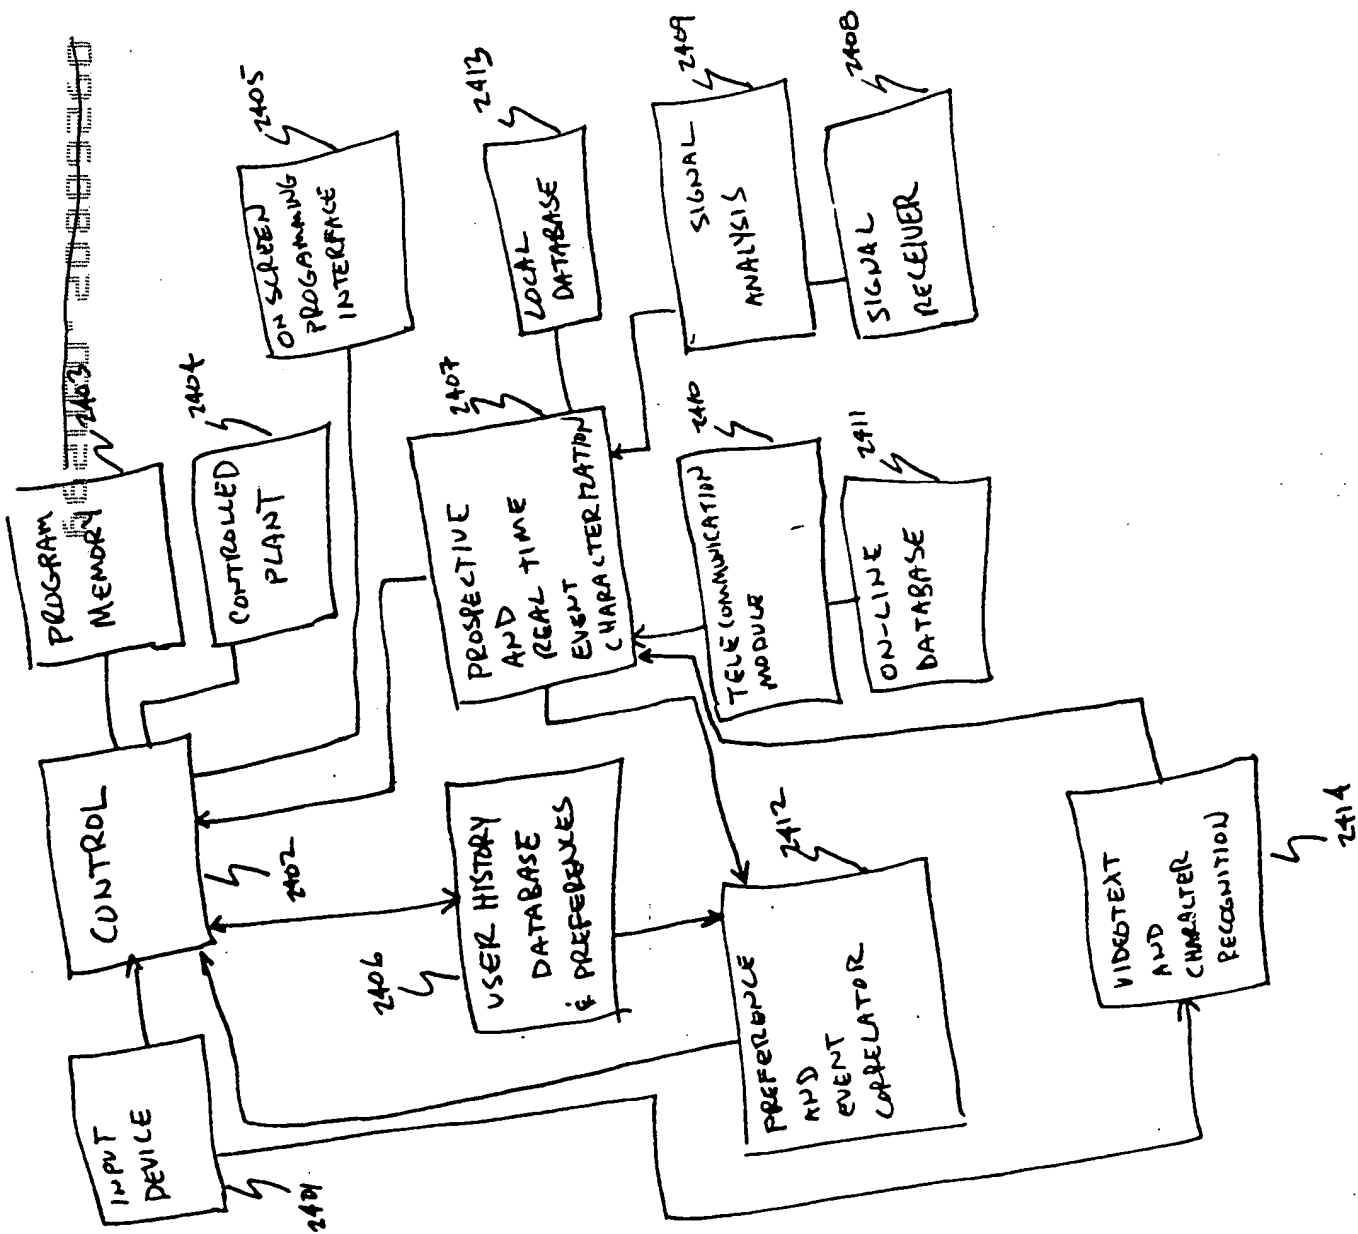 INPUT
DEVICE
2401
CONTROL
2402
PROGRAM
MEMORY
2403
CONTROLLED
PLANT
2404
ON SCREEN
PROGAMMING
INTERFACE
2405
USER HISTORY
DATABASE
& PREFERENCES
2406
PROSPECTIVE
AND
REAL TIME
EVENT
CHARACTERIZATION
2407
LOCAL
DATABASE
2413
SIGNAL
ANALYSIS
2409
SIGNAL
RECEIVER
2408
TELECOMMUNICATION
MODULE
2410
ON-LINE
DATABASE
2411
PREFERENCE
AND
EVENT
CORRELATOR
2412
VIDEOTEXT
AND
CHARACTER
RECOGNITION
2414